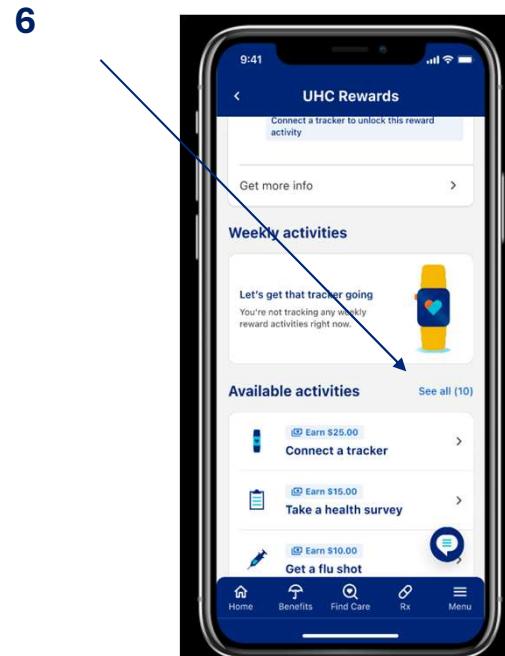 6
9:41
UHC Rewards
Connect a tracker to unlock this reward
activity
Get more info
Weekly activities
Let's get that tracker going
You're not tracking any weekly
reward activities right now.
Available activities See all (10)
Earn $25.00
Connect a tracker
Earn $15.00
Take a health survey
Earn $10.00
Get a flu shot
Home Benefits Find Care Rx Menu